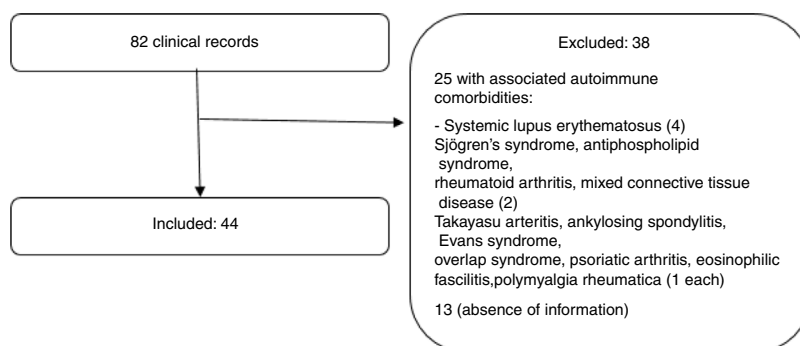 82 clinical records
Excluded: 38
25 with associated autoimmune
comorbidities:
- Systemic lupus erythematosus (4)
Sjögren's syndrome, antiphospholipid
syndrome,
rheumatoid arthritis, mixed connective tissue
disease (2)
Takayasu arteritis, ankylosing spondylitis,
Evans syndrome,
overlap syndrome, psoriatic arthritis, eosinophilic
fascilitis,polymyalgia rheumatica (1 each)
13 (absence of information)
Included: 44